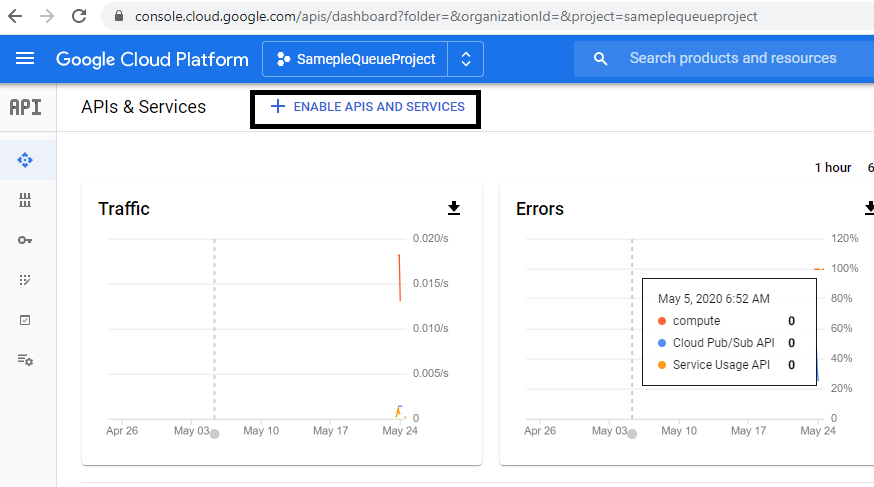 console.cloud.google.com/apis/dashboard?folder=&organizationId=&project=sameplequeueproject
Google Cloud Platform
SamepleQueueProject
Search products and resources
API
APIs & Services
ENABLE APIS AND SERVICES
1 hour 6
Traffic
0.020/s
0.015/s
0.010/s
0.005/s
0
Apr 26 May 03 May 10 May 17 May 24
Errors
120%
100%
80%
60%
40%
20%
0
Apr 26 May 03 May 10 May 17 May 24
May 5, 2020 6:52 AM
compute 0
Cloud Pub/Sub API 0
Service Usage API 0